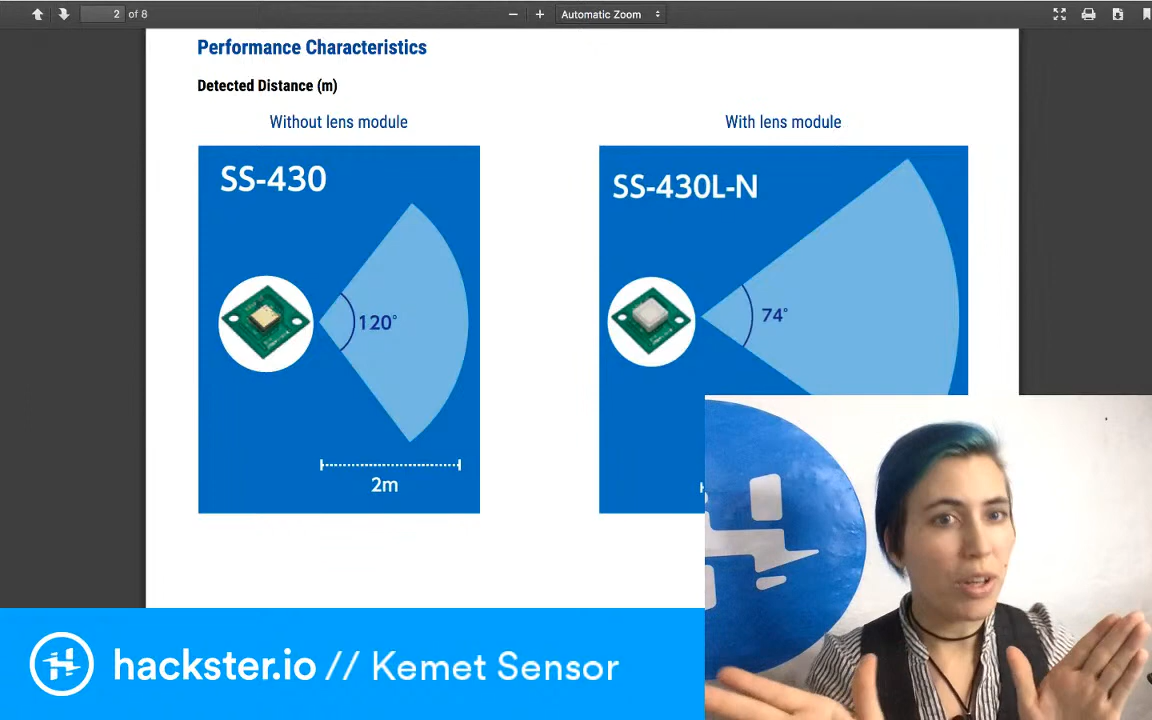 2 of 8
Automatic Zoom
Performance Characteristics
Detected Distance (m)
Without lens module
With lens module
SS-430
120°
2m
SS-430L-N
74°
hackster.io // Kemet Sensor